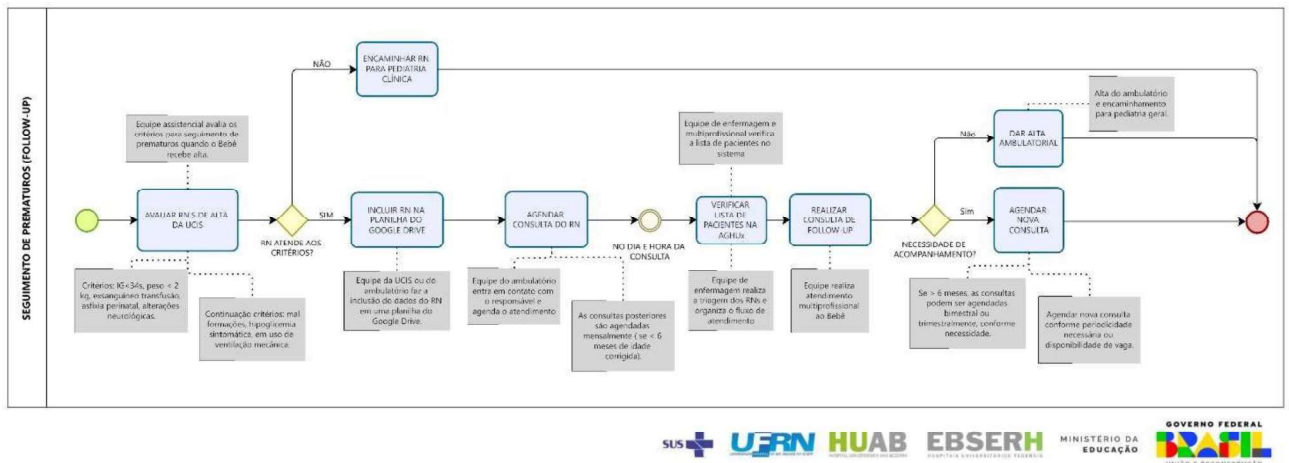 SEGUIMENTO DE PREMATUROS (FOLLOW-UP)
NÃO
ENCAMINHAR RN
PARA PEDIATRIA
CLÍNICA
Equipe assistencial avalia os
critérios para seguimento de
prematuros quando o Bebê
recebe alta.
AVALIAR RN'S DE ALTA
DA UCIS
Critérios: IG<34s, peso < 2
kg, exsanguíneo transfusão,
asfixia perinatal, alterações
neurológicas.
Continuação critérios: mal
formações, hipoglicemia
sintomática, em uso de
ventilação mecânica.
RN ATENDE AOS
CRITÉRIOS?
SIM
INCLUIR RN NA
PLANILHA DO
GOOGLE DRIVE
Equipe da UCIS ou do
ambulatório faz a
inclusão do dados do RN
em uma planilha do
Google Drive.
AGENDAR
CONSULTA DO RN
Equipe do ambulatório
entra em contato com
o responsável e
agenda o atendimento
As consultas posteriores
são agendadas
mensalmente ( se < 6
meses de idade
corrigida).
NO DIA E HORA DA
CONSULTA
Equipe de enfermagem e
multiprofissional verifica
a lista de pacientes no
sistema
VERIFICAR
LISTA DE
PACIENTES NA
AGHUx
Equipe de
enfermagem realiza
a triagem dos RNs e
organiza o fluxo de
atendimento
REALIZAR
CONSULTA DE
FOLLOW-UP
Equipe realiza
atendimento
multiprofissional
ao Bebê
NECESSIDADE DE
ACOMPANHAMENTO?
Não
DAR ALTA
AMBULATORIAL
Alta do ambulatório
e encaminhamento
para pediatria geral.
Sim
AGENDAR
NOVA
CONSULTA
Se > 6 meses, as consultas
podem ser agendadas
bimestral ou
trimestralmente, conforme
necessidade.
Agendar nova consulta
conforme periodicidade
necessária ou
disponibilidade de vaga.
SUS
UFRN
HUAB
EBSERH
HOSPITAIS UNIVERSITÁRIOS FEDERAIS
MINISTÉRIO DA
EDUCAÇÃO
GOVERNO FEDERAL
BRASIL